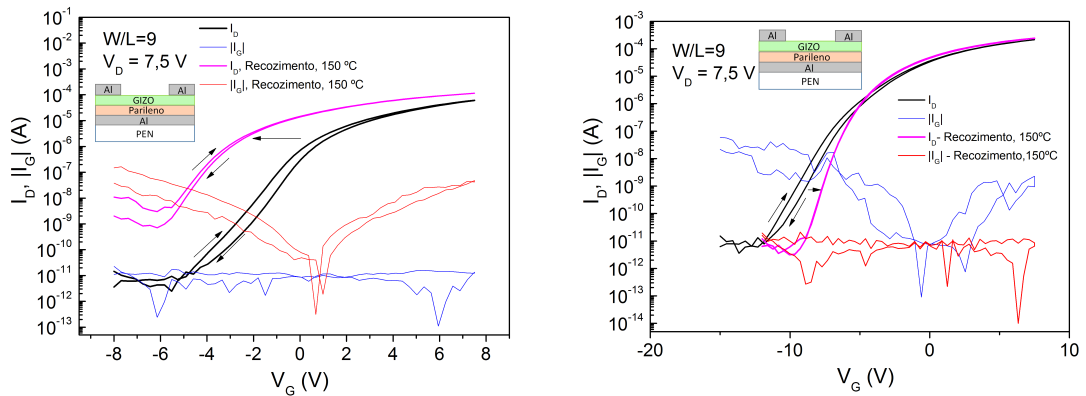 10⁻¹
10⁻²
10⁻³
10⁻⁴
10⁻⁵
10⁻⁶
10⁻⁷
10⁻⁸
10⁻⁹
10⁻¹⁰
10⁻¹¹
10⁻¹²
10⁻¹³
I_D, |I_G| (A)
W/L=9
V_D = 7,5 V
I_D
|I_G|
I_D, Recozimento, 150 ºC
|I_G|, Recozimento, 150 ºC
Al Al
GIZO
Parileno
Al
PEN
-8 -6 -4 -2 0 2 4 6 8
V_G (V)
10⁻³
10⁻⁴
10⁻⁵
10⁻⁶
10⁻⁷
10⁻⁸
10⁻⁹
10⁻¹⁰
10⁻¹¹
10⁻¹²
10⁻¹³
10⁻¹⁴
I_D, |I_G| (A)
W/L=9
V_D = 7,5 V
Al Al
GIZO
Parileno
Al
PEN
I_D
|I_G|
I_D- Recozimento, 150ºC
|I_G| - Recozimento,150ºC
-20 -10 0 10
V_G (V)